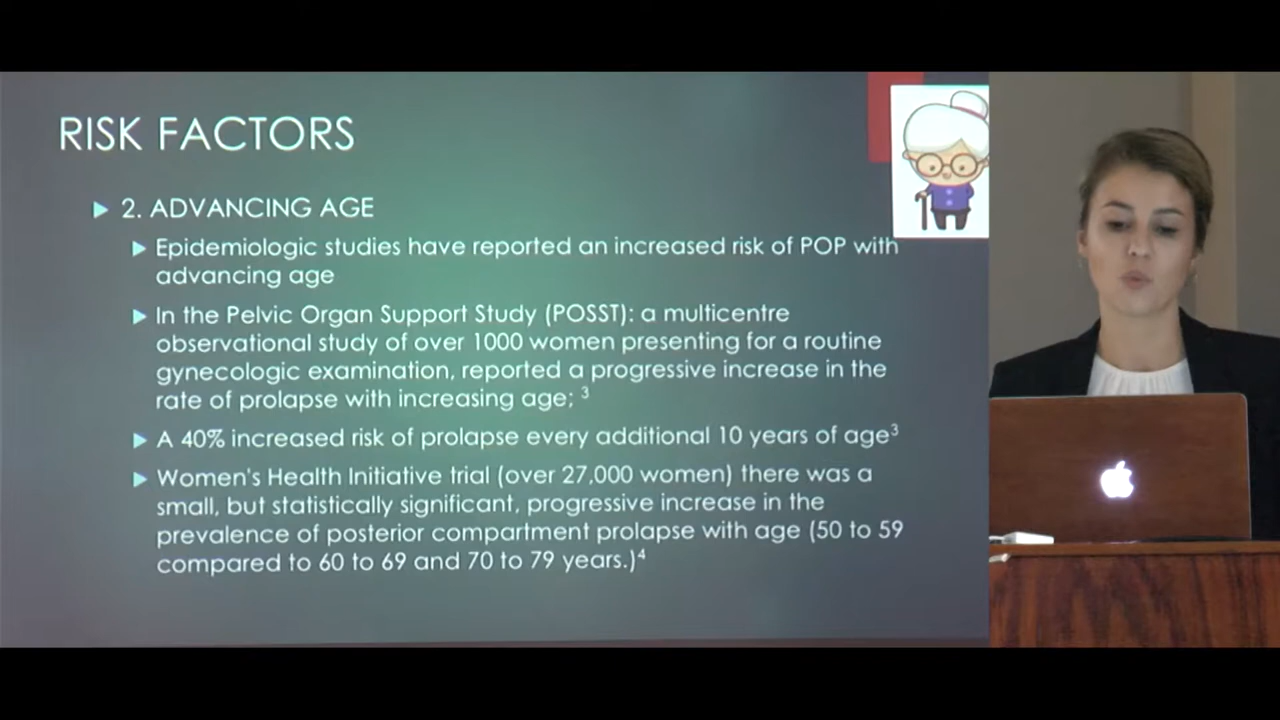 RISK FACTORS
2. ADVANCING AGE
Epidemiologic studies have reported an increased risk of POP with
advancing age
In the Pelvic Organ Support Study (POSST): a multicentre
observational study of over 1000 women presenting for a routine
gynecologic examination, reported a progressive increase in the
rate of prolapse with increasing age; ³
A 40% increased risk of prolapse every additional 10 years of age³
Women's Health Initiative trial (over 27,000 women) there was a
small, but statistically significant, progressive increase in the
prevalence of posterior compartment prolapse with age (50 to 59
compared to 60 to 69 and 70 to 79 years.)⁴